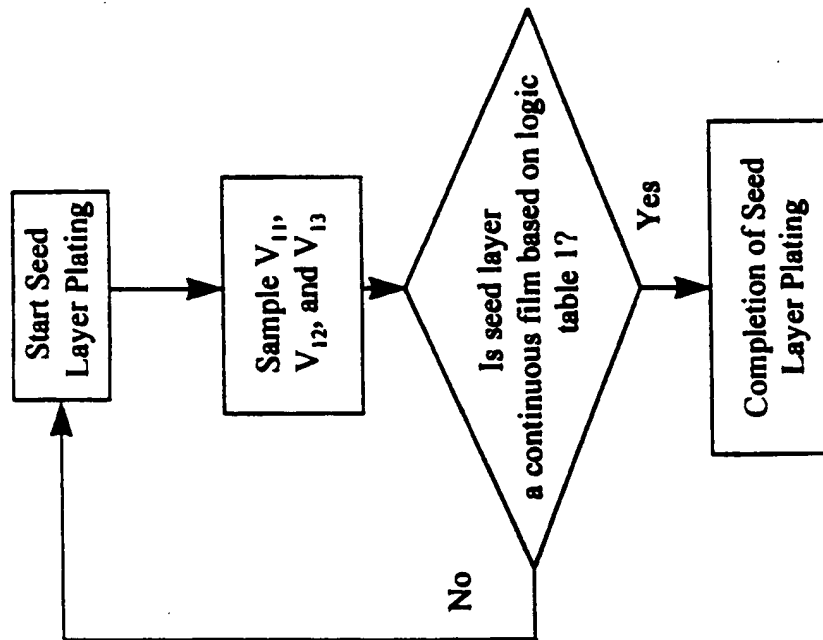 Start Seed
Layer Plating
Sample V11,
V12, and V13
Is seed layer
a continuous film based on logic
table 1?
No
Yes
Completion of Seed
Layer Plating